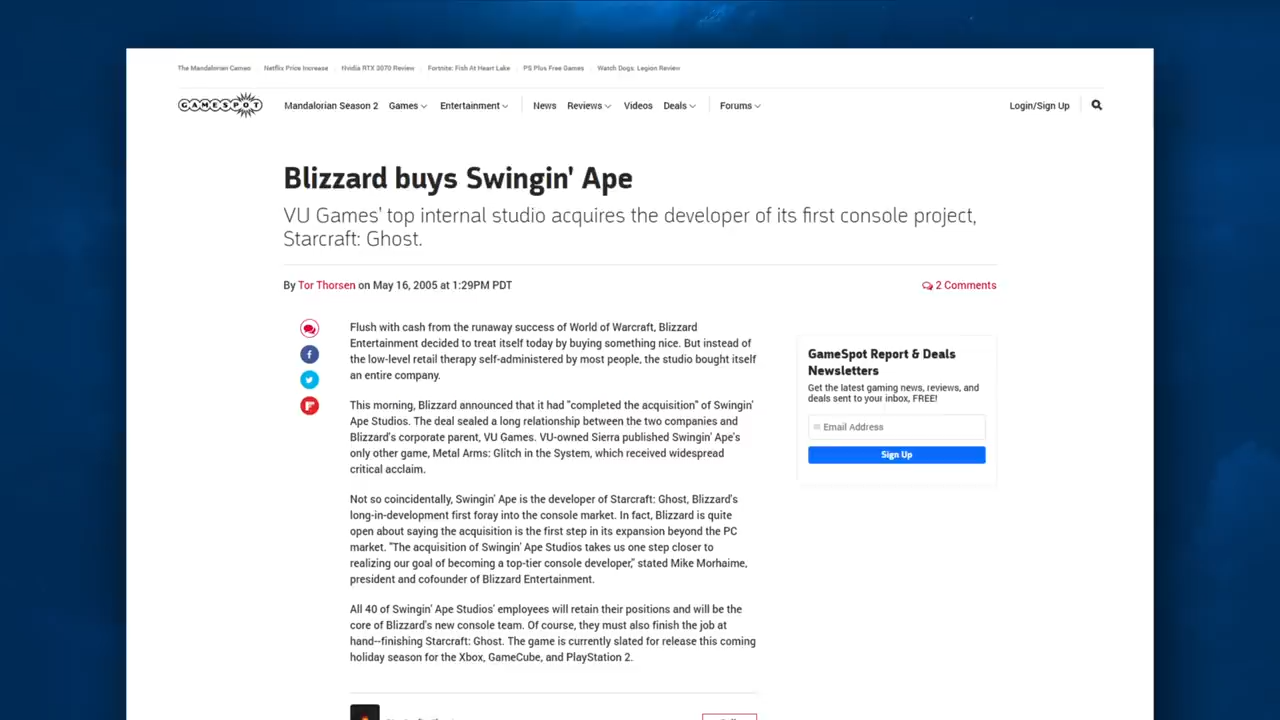 The Mandalorian Cameo Netflix Price Increase Nvidia RTX 3070 Review Fortnite: Fish At Heart Lake PS Plus Free Games Watch Dogs: Legion Review
GAMESPOT Mandalorian Season 2 Games Entertainment News Reviews Videos Deals Forums Login/Sign Up
Blizzard buys Swingin' Ape
VU Games' top internal studio acquires the developer of its first console project,
Starcraft: Ghost.
By Tor Thorsen on May 16, 2005 at 1:29PM PDT
2 Comments
Flush with cash from the runaway success of World of Warcraft, Blizzard
Entertainment decided to treat itself today by buying something nice. But instead of
the low-level retail therapy self-administered by most people, the studio bought itself
an entire company.
This morning, Blizzard announced that it had "completed the acquisition" of Swingin'
Ape Studios. The deal sealed a long relationship between the two companies and
Blizzard's corporate parent, VU Games. VU-owned Sierra published Swingin' Ape's
only other game, Metal Arms: Glitch in the System, which received widespread
critical acclaim.
Not so coincidentally, Swingin' Ape is the developer of Starcraft: Ghost, Blizzard's
long-in-development first foray into the console market. In fact, Blizzard is quite
open about saying the acquisition is the first step in its expansion beyond the PC
market. "The acquisition of Swingin' Ape Studios takes us one step closer to
realizing our goal of becoming a top-tier console developer," stated Mike Morhaime,
president and cofounder of Blizzard Entertainment.
All 40 of Swingin' Ape Studios' employees will retain their positions and will be the
core of Blizzard's new console team. Of course, they must also finish the job at
hand--finishing Starcraft: Ghost. The game is currently slated for release this coming
holiday season for the Xbox, GameCube, and PlayStation 2.
GameSpot Report & Deals
Newsletters
Get the latest gaming news, reviews, and
deals sent to your inbox, FREE!
Email Address
Sign Up